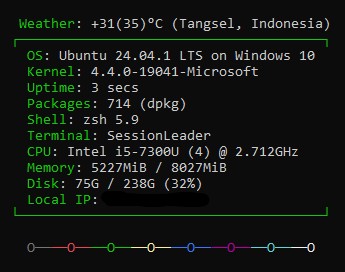 Weather: +31(35)°C (Tangsel, Indonesia)
OS: Ubuntu 24.04.1 LTS on Windows 10
Kernel: 4.4.0-19041-Microsoft
Uptime: 3 secs
Packages: 714 (dpkg)
Shell: zsh 5.9
Terminal: SessionLeader
CPU: Intel i5-7300U (4) @ 2.712GHz
Memory: 5227MiB / 8027MiB
Disk: 75G / 238G (32%)
Local IP: